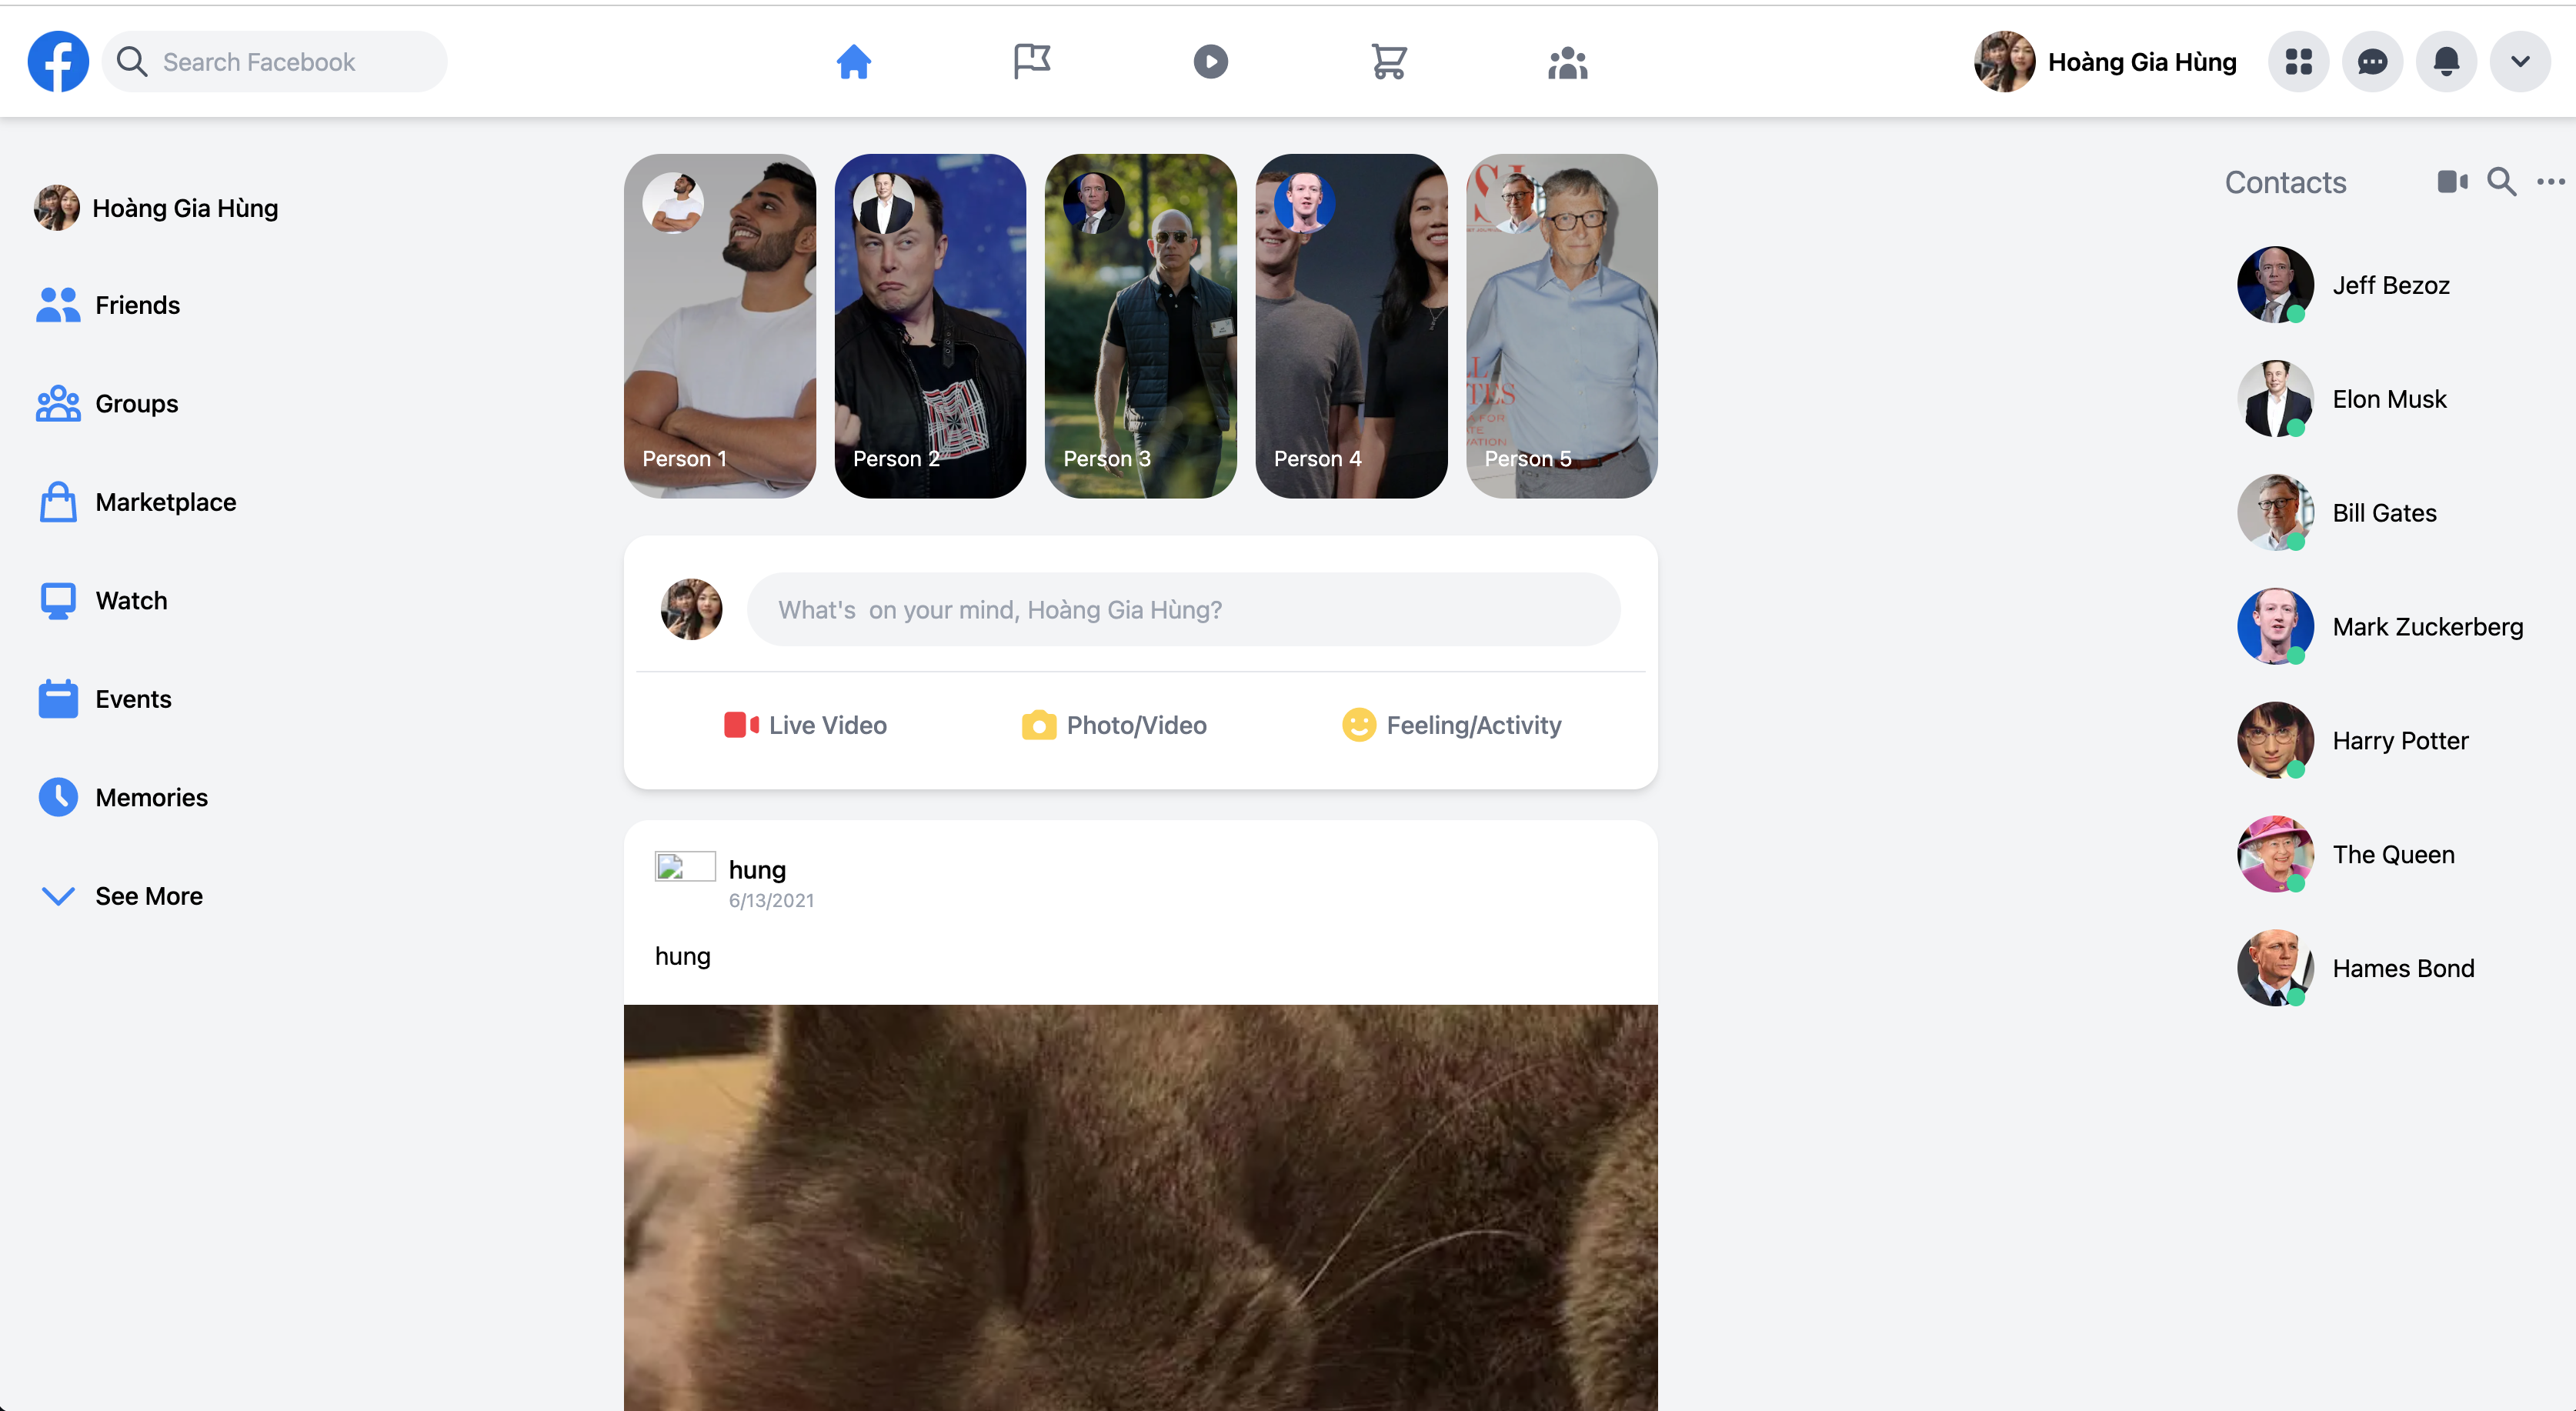 Search Facebook
Hoàng Gia Hùng
Hoàng Gia Hùng
Friends
Groups
Marketplace
Watch
Events
Memories
See More
Person 1
Person 2
Person 3
Person 4
Person 5
What's  on your mind, Hoàng Gia Hùng?
Live Video
Photo/Video
Feeling/Activity
hung
6/13/2021
hung
Contacts
Jeff Bezoz
Elon Musk
Bill Gates
Mark Zuckerberg
Harry Potter
The Queen
Hames Bond